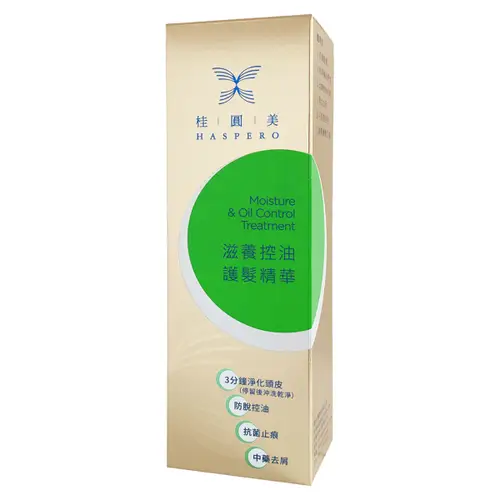 桂|圓|美
HASPERO
Moisture
& Oil Control
Treatment
滋養控油
護髮精華
3分鐘淨化頭皮
(停留後沖洗乾淨)
防脫控油
抗菌止痕
中藥去屑